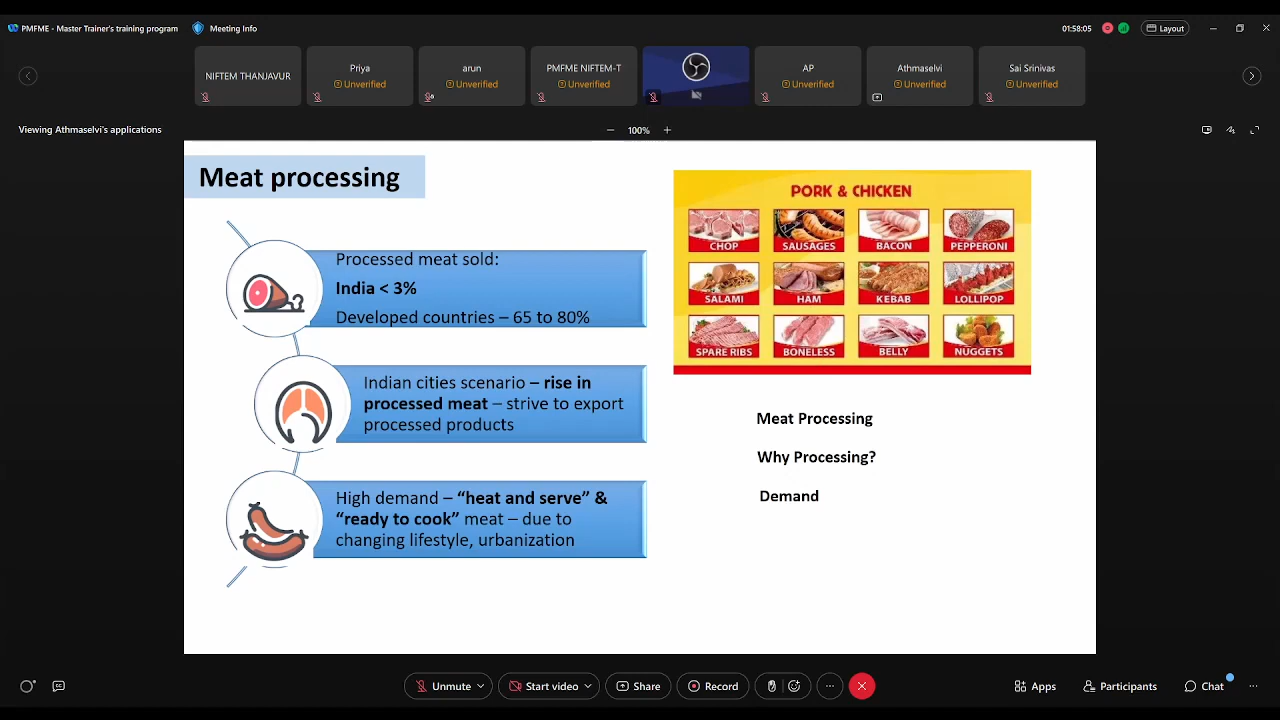 PMFME - Master Trainer's training program
Meeting Info
01:58:05
Layout
NIFTEM THANJAVUR
Priya
Unverified
arun
Unverified
PMFME NIFTEM-T
Unverified
AP
Unverified
Athmaselvi
Unverified
Sai Srinivas
Unverified
Viewing Athmaselvi's applications
100%
Meat processing
Processed meat sold:
India < 3%
Developed countries – 65 to 80%
Indian cities scenario – rise in
processed meat – strive to export
processed products
High demand – “heat and serve” &
“ready to cook” meat – due to
changing lifestyle, urbanization
PORK & CHICKEN
CHOP
SAUSAGES
BACON
PEPPERONI
SALAMI
HAM
KEBAB
LOLLIPOP
SPARE RIBS
BONELESS
BELLY
NUGGETS
Meat Processing
Why Processing?
Demand
Unmute
Start video
Share
Record
Apps
Participants
Chat